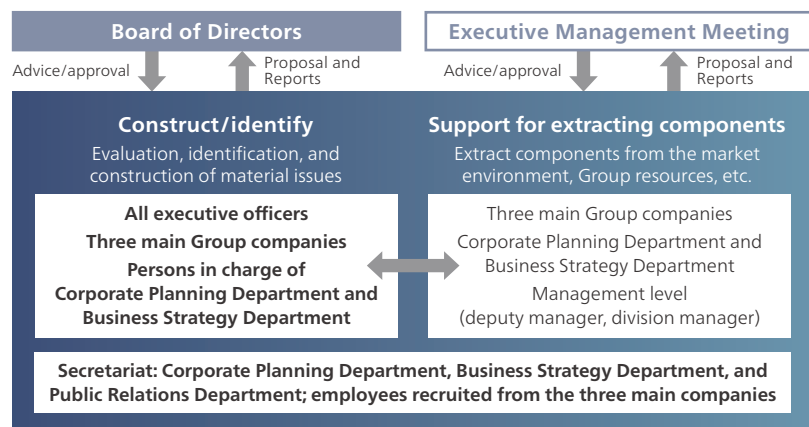 Board of Directors
Executive Management Meeting
Advice/approval
Proposal and
Reports
Advice/approval
Proposal and
Reports
Construct/identify
Evaluation, identification, and
construction of material issues
All executive officers
Three main Group companies
Persons in charge of
Corporate Planning Department and
Business Strategy Department
Support for extracting components
Extract components from the market
environment, Group resources, etc.
Three main Group companies
Corporate Planning Department and
Business Strategy Department
Management level
(deputy manager, division manager)
Secretariat: Corporate Planning Department, Business Strategy Department, and
Public Relations Department; employees recruited from the three main companies